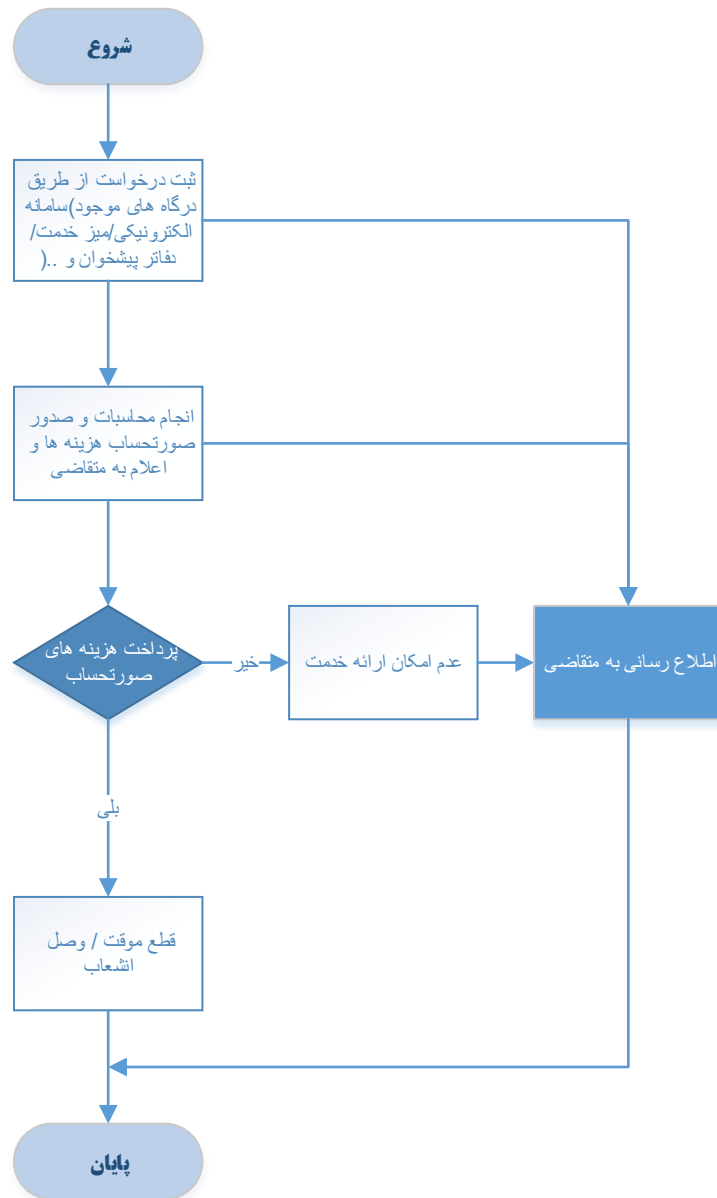 شروع
ثبت درخواست از طریق
درگاه های موجود)سامانه
الکترونیکی/میز خدمت/
دفاتر پیشخوان و ..(
انجام محاسبات و صدور
صورتحساب هزینه ها و
اعلام به متقاضی
پرداخت هزینه های
صورتحساب
خیر
عدم امکان ارائه خدمت
اطلاع رسانی به متقاضی
بلی
قطع موقت / وصل
انشعاب
پایان